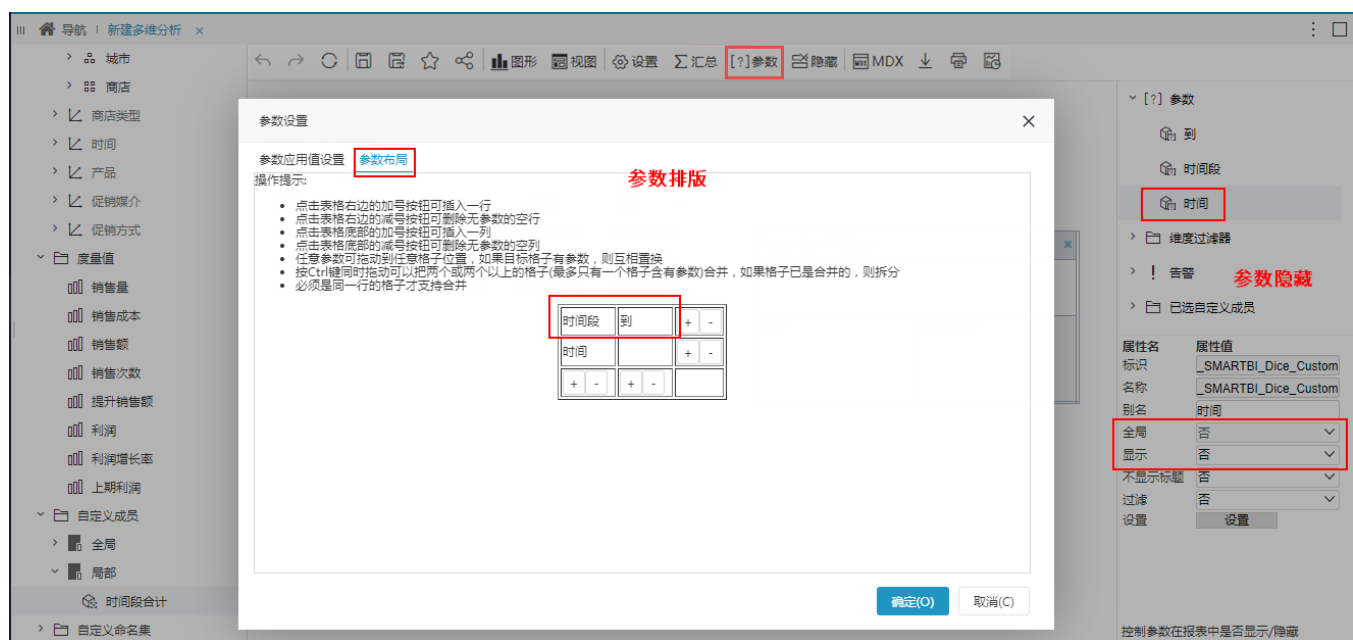 导航 新建多维分析 ×
城市
商店
商店类型
时间
产品
促销媒介
促销方式
度量值
销售量
销售成本
销售额
销售次数
提升销售额
利润
利润增长率
上期利润
自定义成员
全局
局部
时间段合计
自定义命名集
图形 视图 设置 Σ汇总 [?]参数 隐藏 MDX
参数设置 ×
参数应用值设置 参数布局
参数排版
操作提示:
• 点击表格右边的加号按钮可插入一行
• 点击表格右边的减号按钮可删除无参数的空行
• 点击表格底部的加号按钮可插入一列
• 点击表格底部的减号按钮可删除无参数的空列
• 任意参数可拖动到任意格子位置，如果目标格子有参数，则互相置换
• 按Ctrl键同时拖动可以把两个或两个以上的格子(最多只有一个格子含有参数)合并，如果格子已是合并的，则拆分
• 必须是同一行的格子才支持合并
时间段 到 + -
时间 + -
+ - + -
确定(O) 取消(C)
[?] 参数
到
时间段
时间
维度过滤器
! 告警
参数隐藏
已选自定义成员
属性名 属性值
标识 _SMARTBI_Dice_Custom
名称 _SMARTBI_Dice_Custom
别名 时间
全局 否
显示 否
不显示标题 否
过滤 否
设置 设置
控制参数在报表中是否显示/隐藏